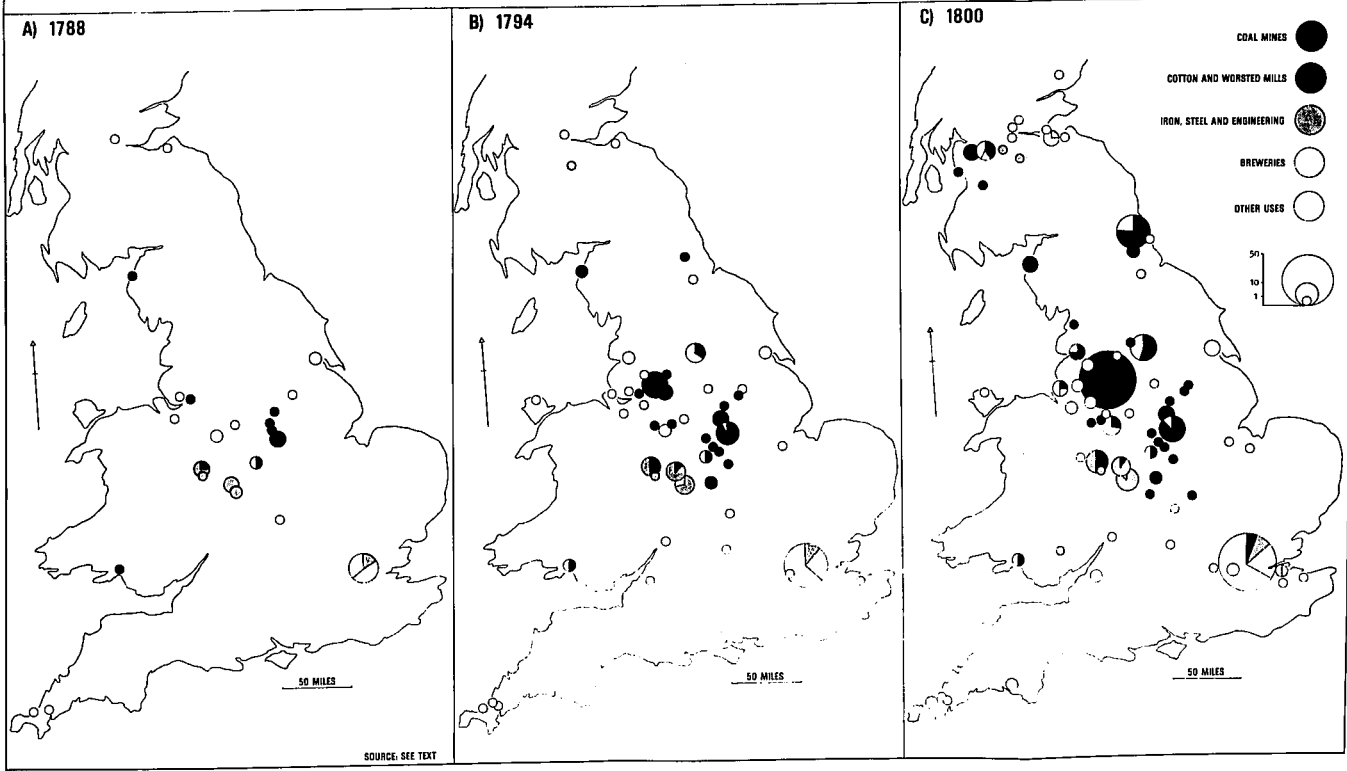 A) 1788
SOURCE: SEE TEXT
50 MILES
B) 1794
50 MILES
C) 1800
COAL MINES
COTTON AND WORSTED MILLS
IRON, STEEL AND ENGINEERING
BREWERIES
OTHER USES
50
10
1
50 MILES